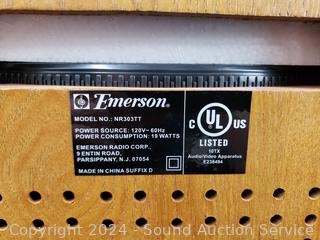 Emerson.
MODEL NO.: NR303TT
POWER SOURCE: 120V~ 60Hz
POWER CONSUMPTION: 19 WATTS
EMERSON RADIO CORP.,
9 ENTIN ROAD,
PARSIPPANY, N.J. 07054
MADE IN CHINA SUFFIX D
C UL US
LISTED
10TX
Audio/Video Apparatus
E238494
Copyright 2024 - Sound Auction Service